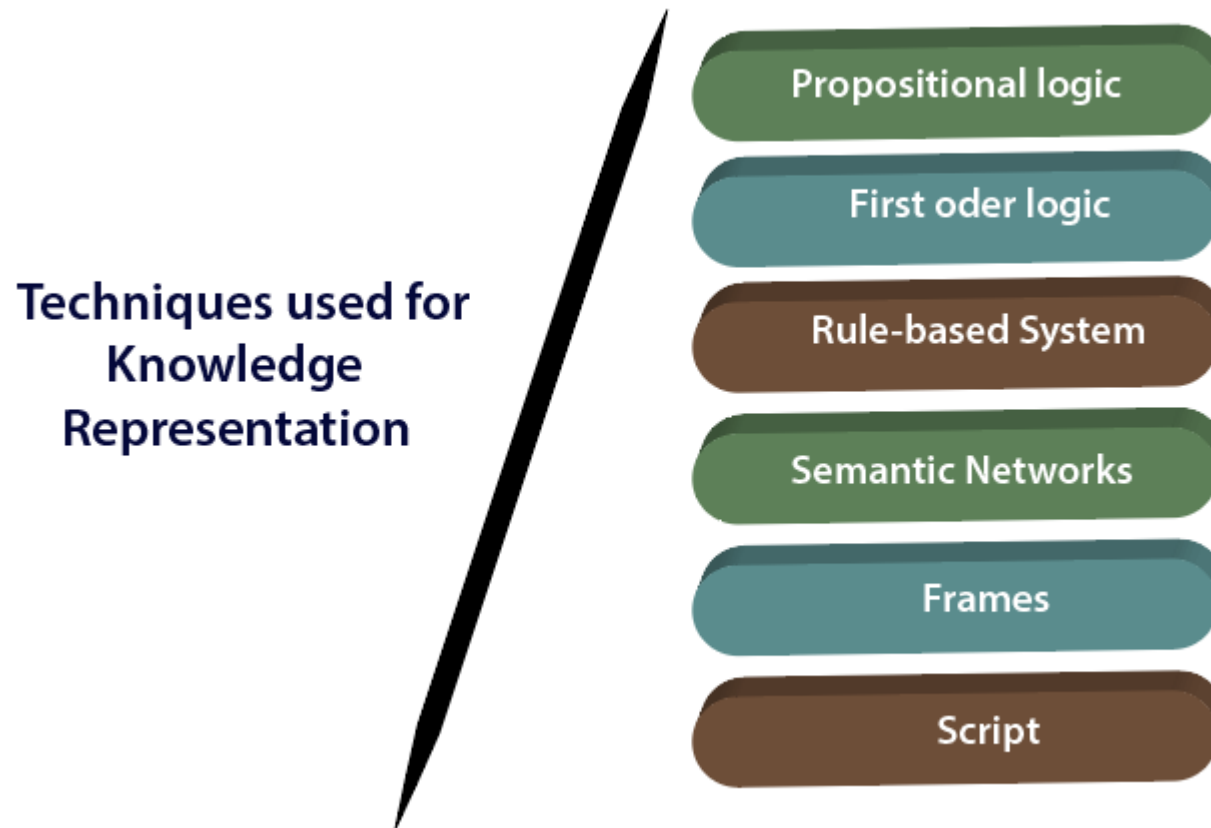 Techniques used for
Knowledge
Representation
Propositional logic
First oder logic
Rule-based System
Semantic Networks
Frames
Script